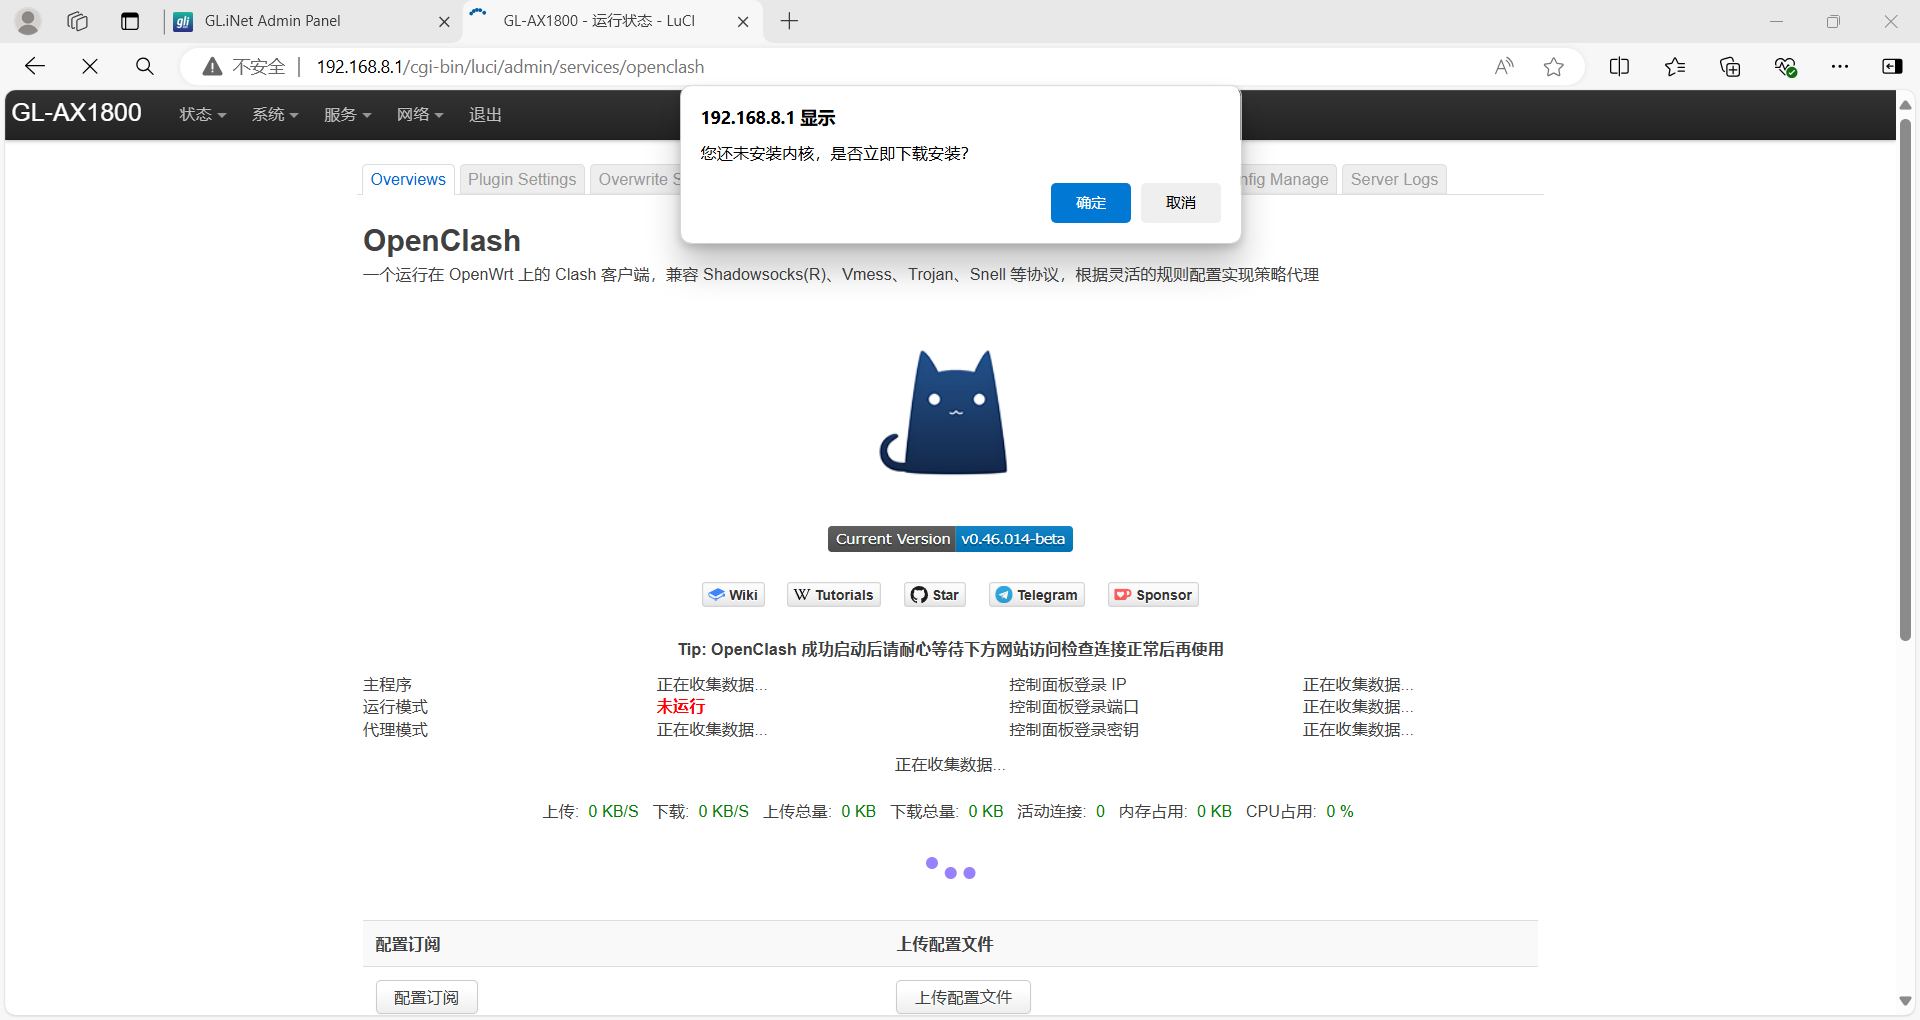 GL.iNet Admin Panel
GL-AX1800 - 运行状态 - LuCI
不安全
192.168.8.1/cgi-bin/luci/admin/services/openclash
GL-AX1800
状态
系统
服务
网络
退出
192.168.8.1 显示
您还未安装内核，是否立即下载安装？
确定
取消
Overviews
Plugin Settings
Overwrite S
nfig Manage
Server Logs
OpenClash
一个运行在 OpenWrt 上的 Clash 客户端，兼容 Shadowsocks(R)、Vmess、Trojan、Snell 等协议，根据灵活的规则配置实现策略代理
Current Version v0.46.014-beta
Wiki
Tutorials
Star
Telegram
Sponsor
Tip: OpenClash 成功启动后请耐心等待下方网站访问检查连接正常后再使用
主程序 正在收集数据... 控制面板登录 IP 正在收集数据...
运行模式 未运行 控制面板登录端口 正在收集数据...
代理模式 正在收集数据... 控制面板登录密钥 正在收集数据...
正在收集数据...
上传: 0 KB/S 下载: 0 KB/S 上传总量: 0 KB 下载总量: 0 KB 活动连接: 0 内存占用: 0 KB CPU占用: 0 %
配置订阅 上传配置文件
配置订阅 上传配置文件